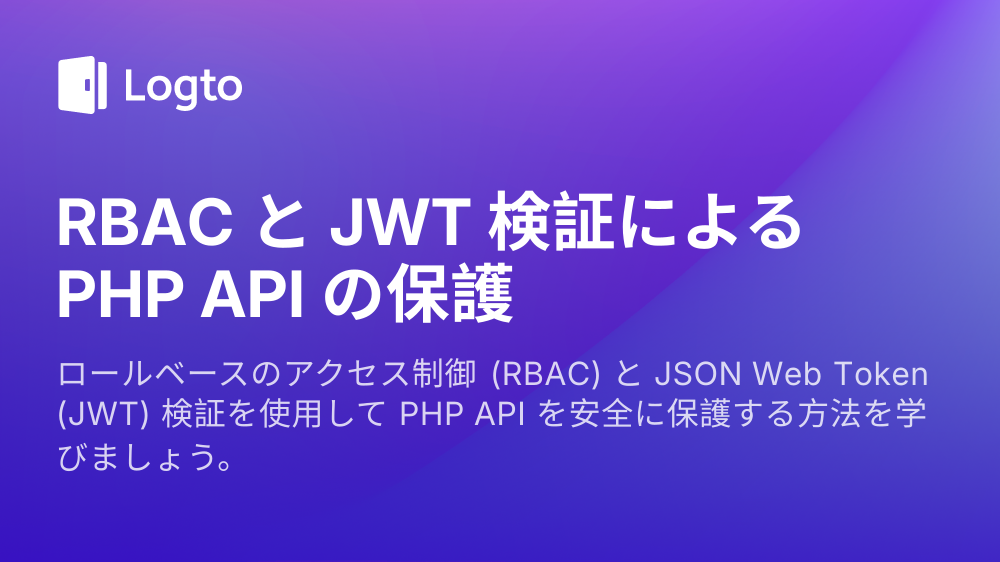 Logto
RBAC と JWT 検証による
PHP API の保護
ロールベースのアクセス制御 (RBAC) と JSON Web Token
(JWT) 検証を使用して PHP API を安全に保護する方法を学
びましょう。